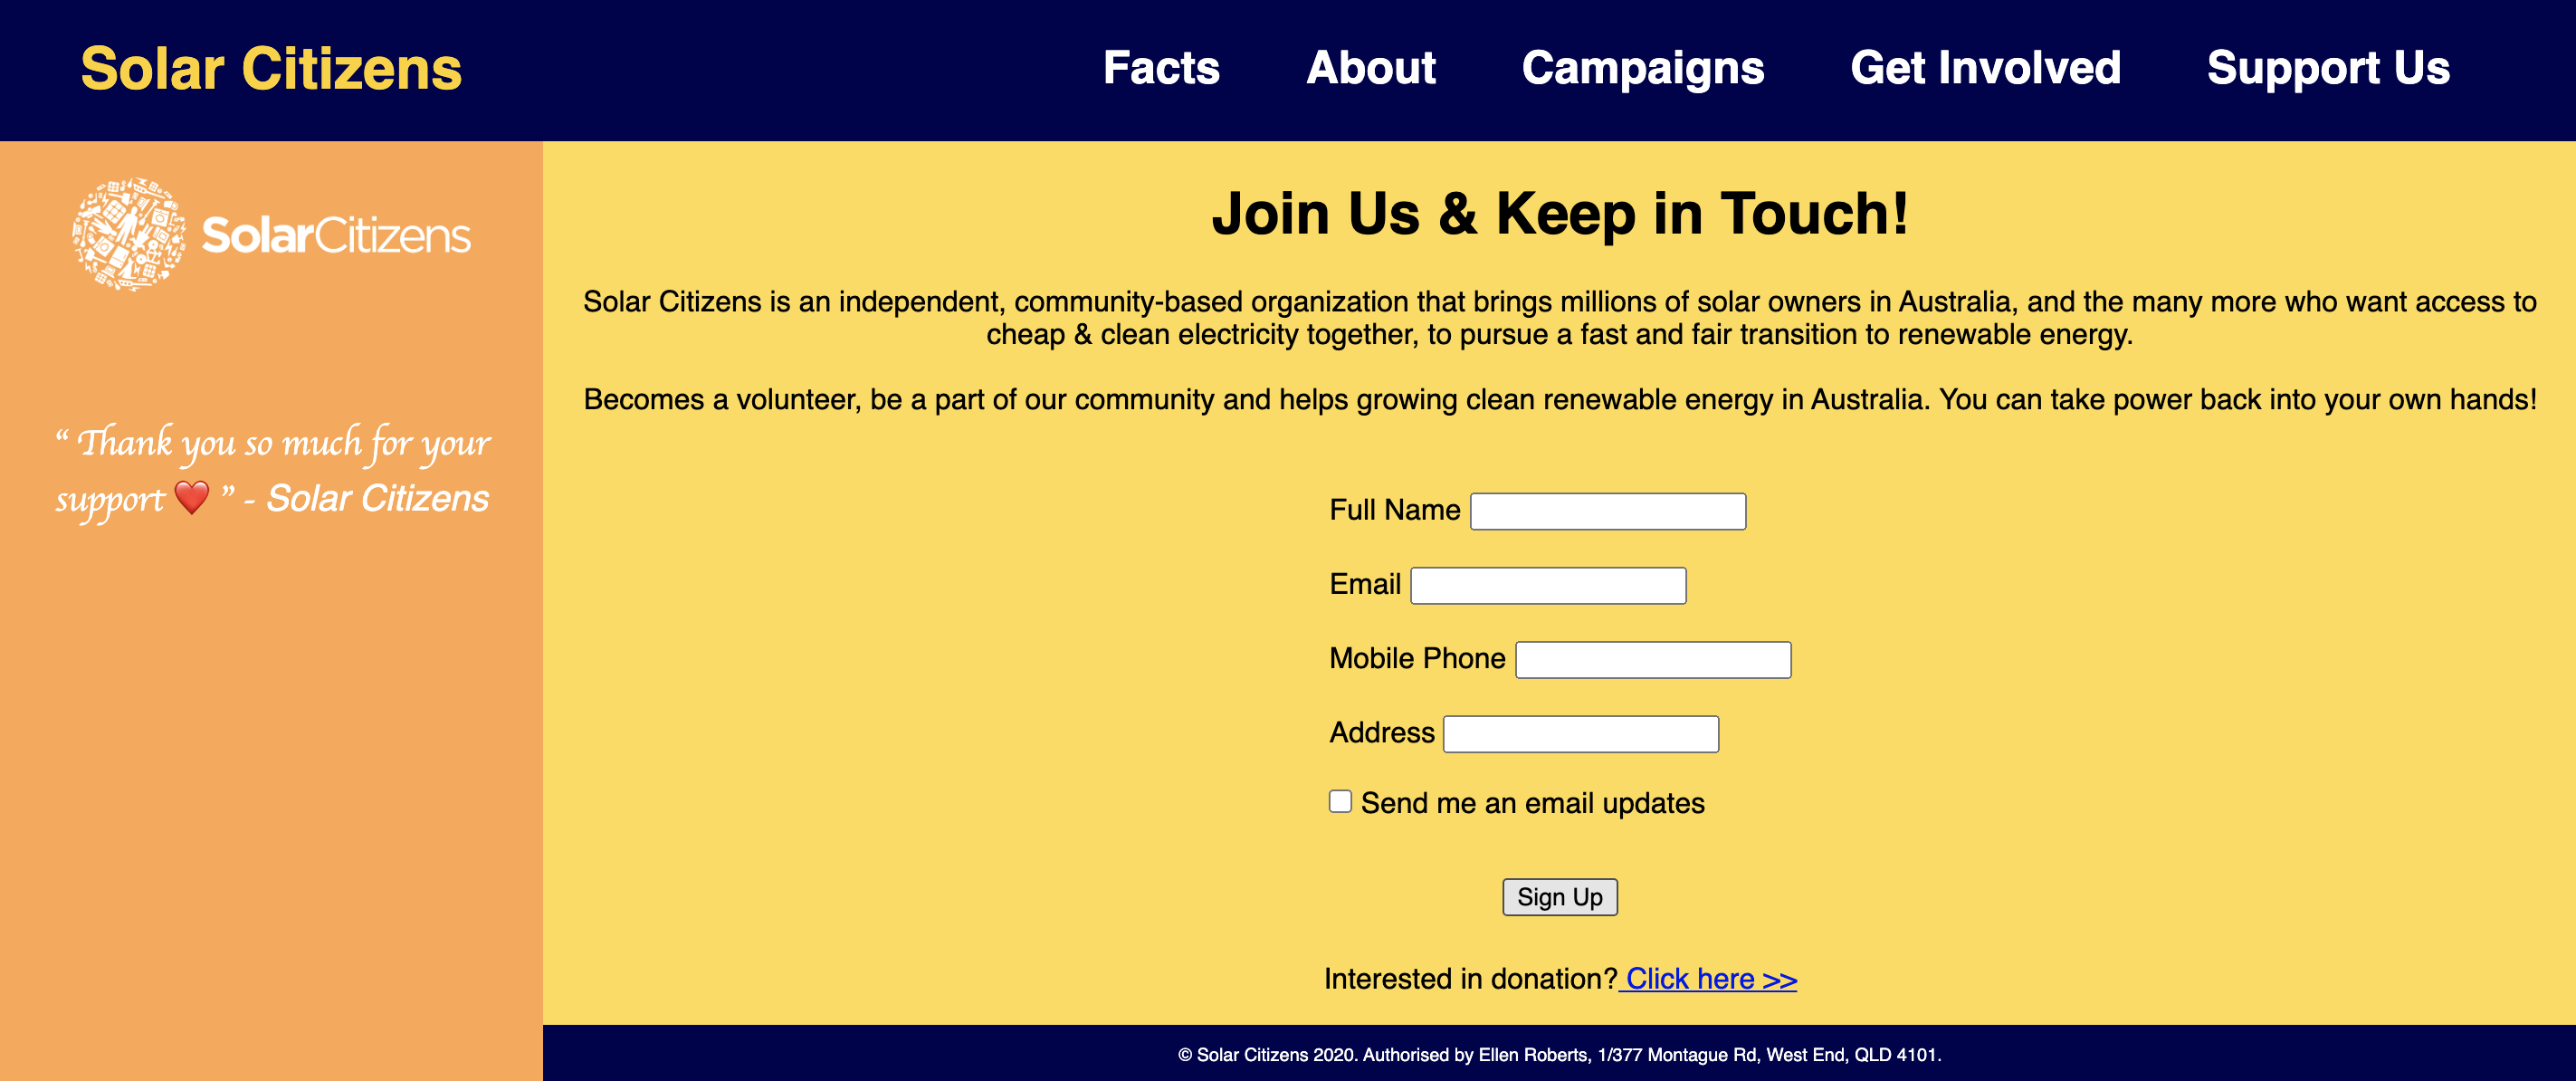 Solar Citizens
Facts About Campaigns Get Involved Support Us
SolarCitizens
“ Thank you so much for your
support ❤️ ” - Solar Citizens
Join Us & Keep in Touch!
Solar Citizens is an independent, community-based organization that brings millions of solar owners in Australia, and the many more who want access to
cheap & clean electricity together, to pursue a fast and fair transition to renewable energy.
Becomes a volunteer, be a part of our community and helps growing clean renewable energy in Australia. You can take power back into your own hands!
Full Name
Email
Mobile Phone
Address
Send me an email updates
Sign Up
Interested in donation? Click here >>
© Solar Citizens 2020. Authorised by Ellen Roberts, 1/377 Montague Rd, West End, QLD 4101.